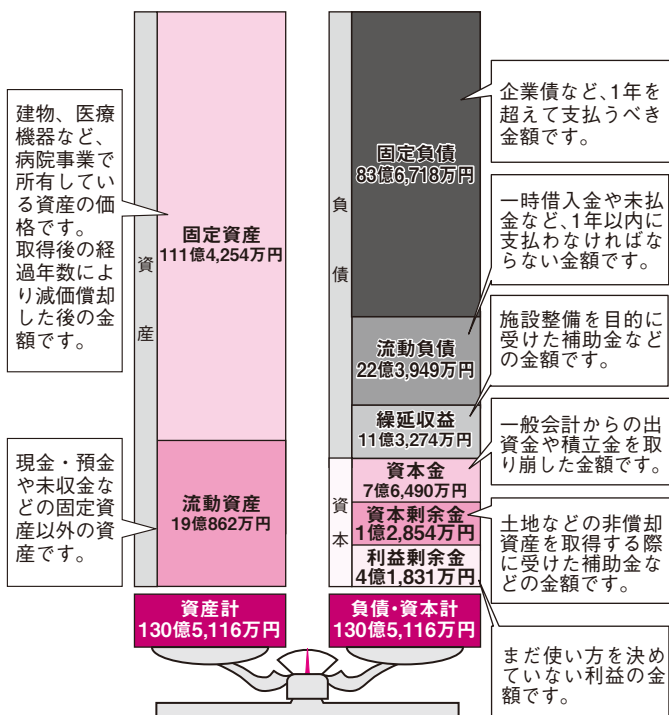 建物、医療
機器など、
病院事業で
所有してい
る資産の価
格です。
取得後の経
過年数によ
り減価償却
した後の金
額です。
現金・預金
や未収金な
どの固定資
産以外の資
産です。
資産
固定資産
111億4,254万円
流動資産
19億862万円
資産計
130億5,116万円
負債
固定負債
83億6,718万円
流動負債
22億3,949万円
繰延収益
11億3,274万円
資本
資本金
7億6,490万円
資本剰余金
1億2,854万円
利益剰余金
4億1,831万円
負債・資本計
130億5,116万円
企業債など、1年を
超えて支払うべき
金額です。
一時借入金や未払
金など、1年以内に
支払わなければな
らない金額です。
施設整備を目的に
受けた補助金など
の金額です。
一般会計からの出
資金や積立金を取
り崩した金額です。
土地などの非償却
資産を取得する際
に受けた補助金な
どの金額です。
まだ使い方を決め
ていない利益の金
額です。